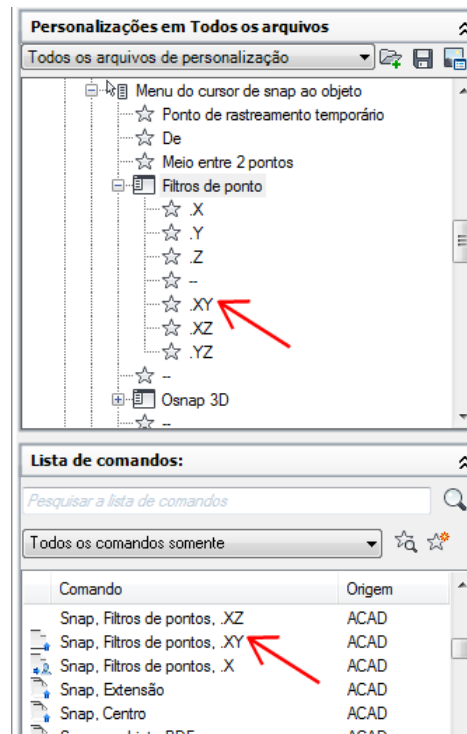 Personalizações em Todos os arquivos
Todos os arquivos de personalização
Menu do cursor de snap ao objeto
Ponto de rastreamento temporário
De
Meio entre 2 pontos
Filtros de ponto
.X
.Y
.Z
--
.XY
.XZ
.YZ
--
Osnap 3D
--
Lista de comandos:
Pesquisar a lista de comandos
Todos os comandos somente
Comando Origem
Snap, Filtros de pontos, .XZ ACAD
Snap, Filtros de pontos, .XY ACAD
Snap, Filtros de pontos, .X ACAD
Snap, Extensão ACAD
Snap, Centro ACAD